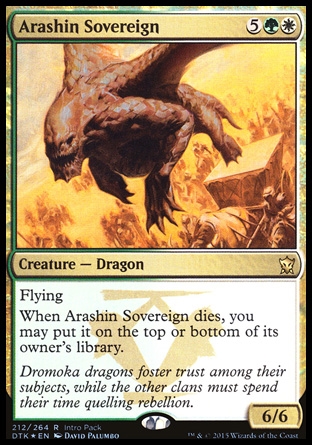 Arashin Sovereign 5
Creature — Dragon
Flying
When Arashin Sovereign dies, you
may put it on the top or bottom of its
owner's library.
Dromoka dragons foster trust among their
subjects, while the other clans must spend
their time quelling rebellion.
6/6
212/264 R Intro Pack
DTK ★ EN DAVID PALUMBO ™ & © 2015 Wizards of the Coast